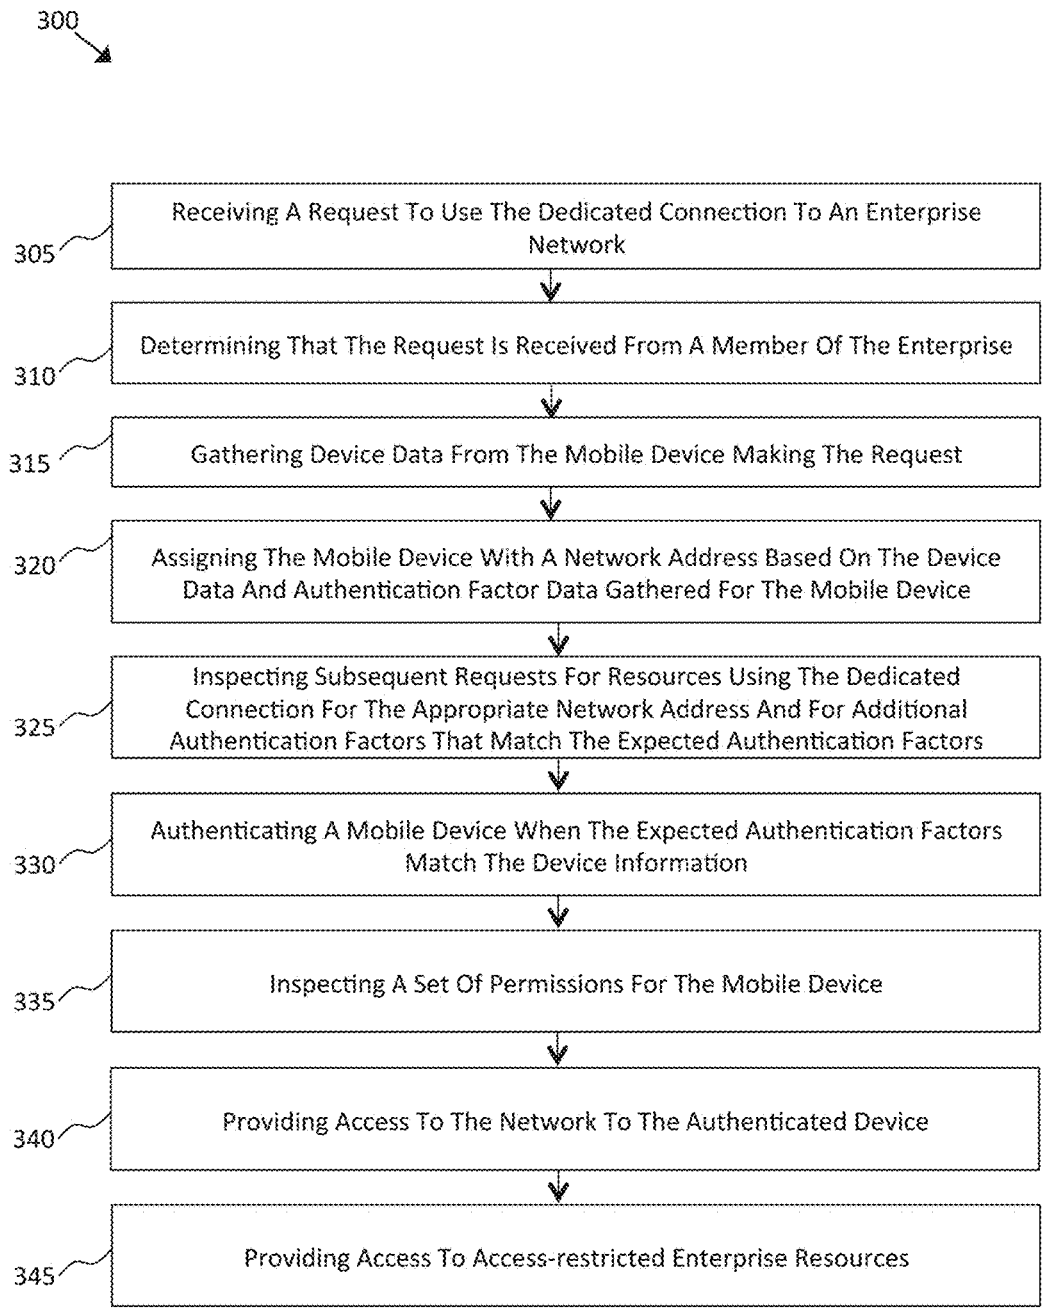 300
Receiving A Request To Use The Dedicated Connection To An Enterprise
Network
305
Determining That The Request Is Received From A Member Of The Enterprise
310
Gathering Device Data From The Mobile Device Making The Request
315
Assigning The Mobile Device With A Network Address Based On The Device
Data And Authentication Factor Data Gathered For The Mobile Device
320
Inspecting Subsequent Requests For Resources Using The Dedicated
Connection For The Appropriate Network Address And For Additional
Authentication Factors That Match The Expected Authentication Factors
325
Authenticating A Mobile Device When The Expected Authentication Factors
Match The Device Information
330
Inspecting A Set Of Permissions For The Mobile Device
335
Providing Access To The Network To The Authenticated Device
340
Providing Access To Access-restricted Enterprise Resources
345